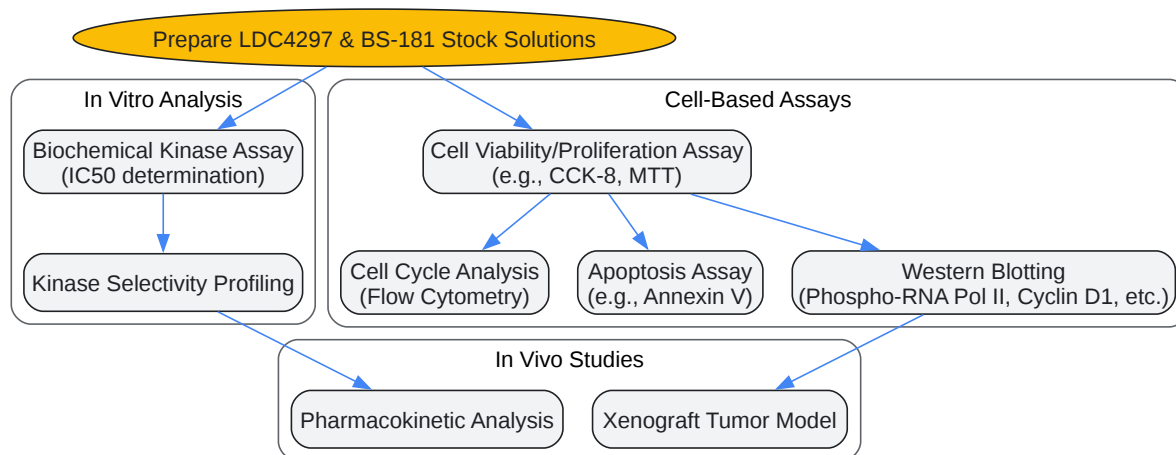 Prepare LDC4297 & BS-181 Stock Solutions
In Vitro Analysis
Biochemical Kinase Assay
(IC50 determination)
Kinase Selectivity Profiling
Cell-Based Assays
Cell Viability/Proliferation Assay
(e.g., CCK-8, MTT)
Cell Cycle Analysis
(Flow Cytometry)
Apoptosis Assay
(e.g., Annexin V)
Western Blotting
(Phospho-RNA Pol II, Cyclin D1, etc.)
In Vivo Studies
Pharmacokinetic Analysis
Xenograft Tumor Model